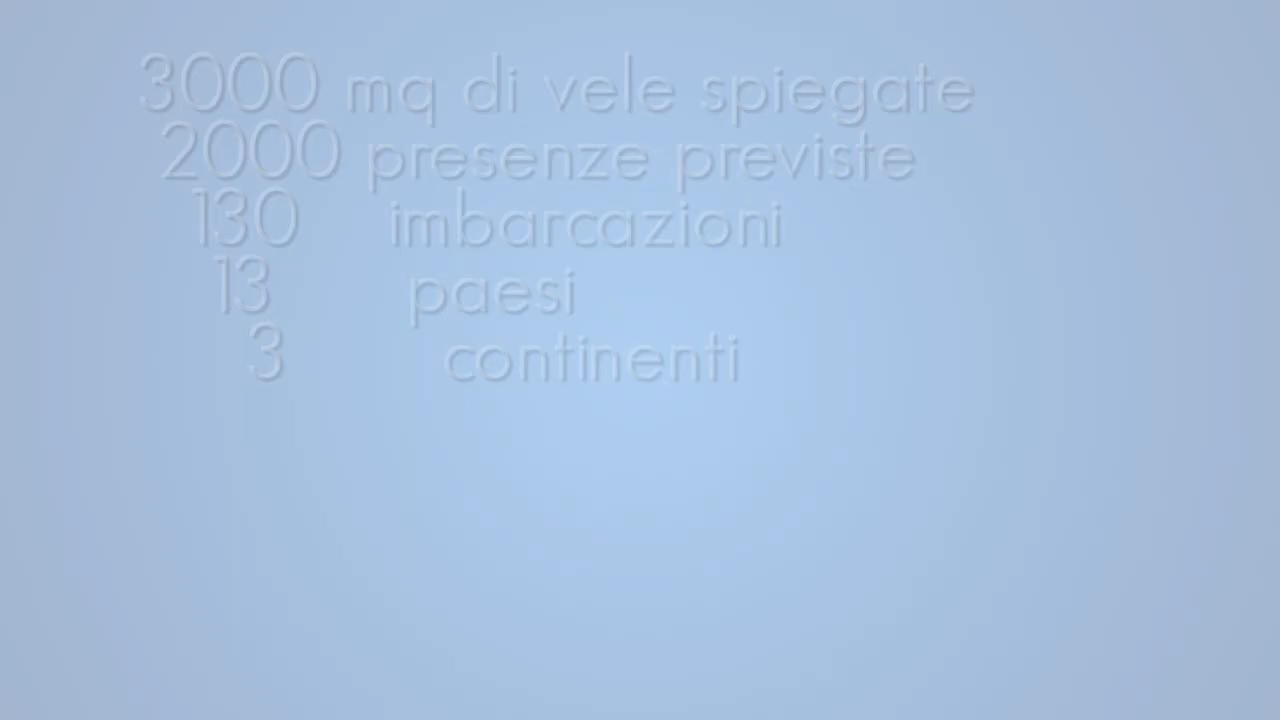 3000 mq di vele spiegate
2000 presenze previste
130 imbarcazioni
13 paesi
3 continenti